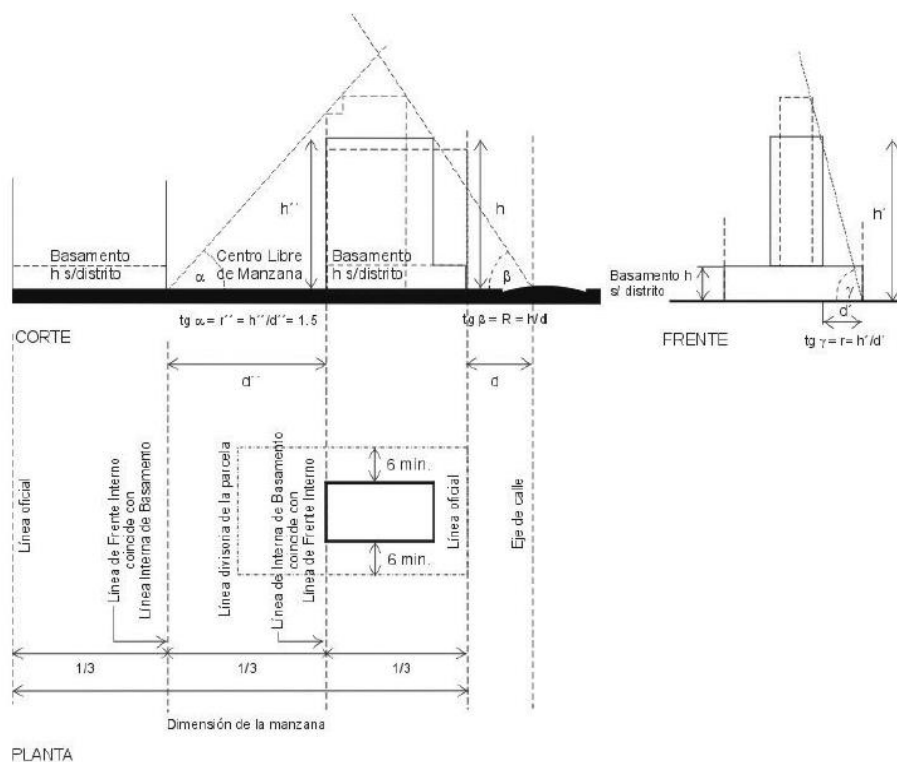 h´´
h
h´
Basamento
h s/distrito
α
Centro Libre
de Manzana
Basamento
h s/distrito
β
Basamento h
s/ distrito
γ
d´
tg α = r´´ = h´´/d´´= 1.5
tg β = R = h/d
tg γ = r= h´/d´
CORTE
FRENTE
d´´
d
Línea oficial
Línea de Frente Interno
coincide con
Línea Interna de Basamento
Línea divisoria de la parcela
Línea de Interna de Basamento
coincide con
Línea de Frente Interno
6 min.
6 min.
Línea oficial
Eje de calle
1/3
1/3
1/3
Dimensión de la manzana
PLANTA